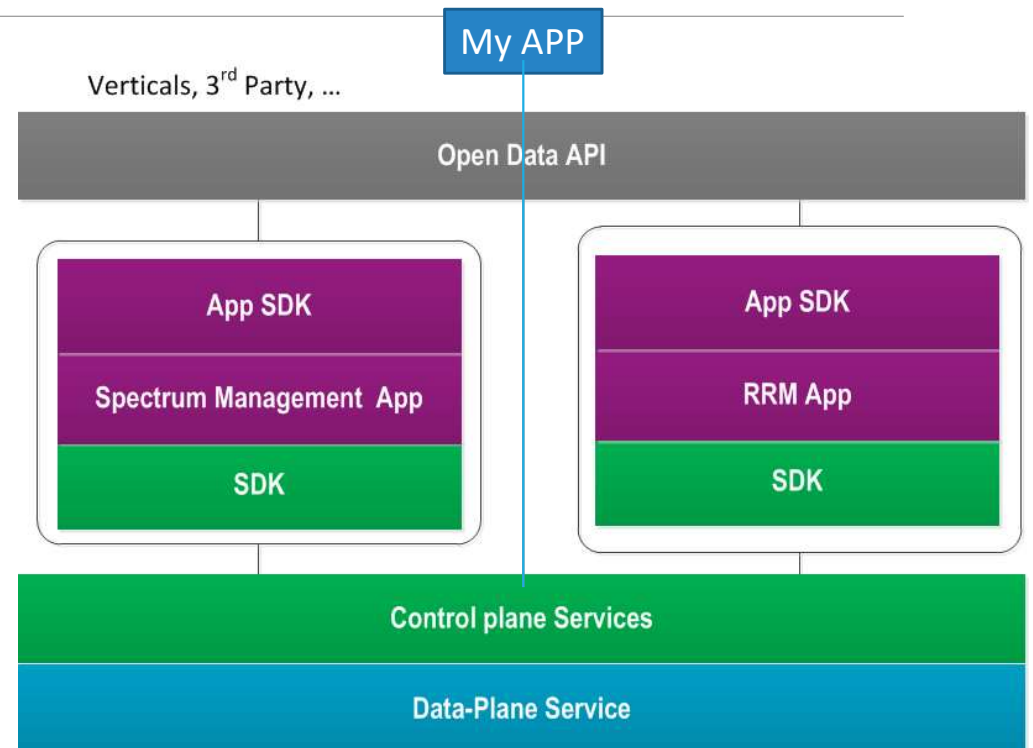 My APP
Verticals, 3rd Party, ...
Open Data API
App SDK
Spectrum Management App
SDK
App SDK
RRM App
SDK
Control plane Services
Data-Plane Service